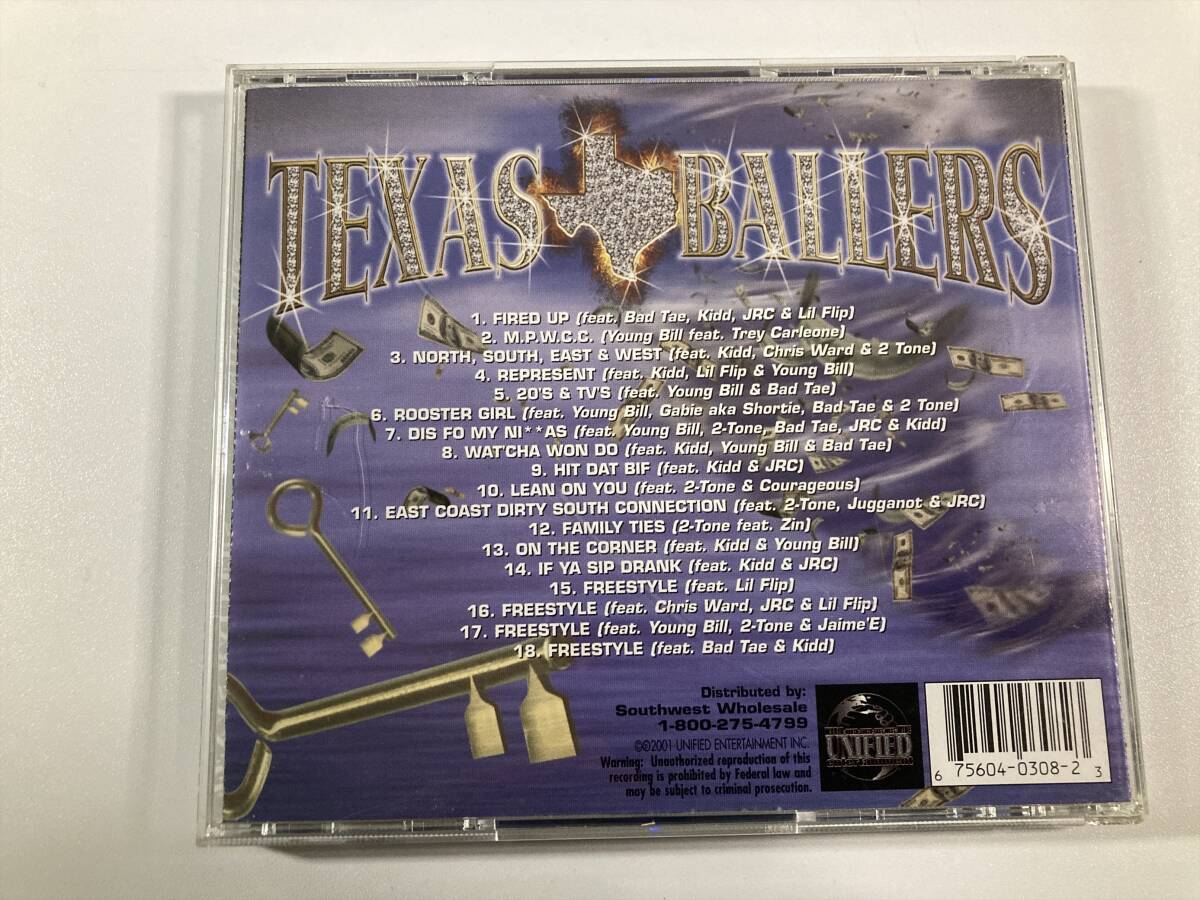 TEXAS BALLERS
1. FIRED UP (feat. Bad Tae, Kidd, JRC & Lil Flip)
2. M.P.W.C.C. (Young Bill feat. Trey Carleone)
3. NORTH, SOUTH, EAST & WEST (feat. Kidd, Chris Ward & 2 Tone)
4. REPRESENT (feat. Kidd, Lil Flip & Young Bill)
5. 20'S & TV'S (feat. Young Bill & Bad Tae)
6. ROOSTER GIRL (feat. Young Bill, Gabie aka Shortie, Bad Tae & 2 Tone)
7. DIS FO MY NI**AS (feat. Young Bill, 2-Tone, Bad Tae, JRC & Kidd)
8. WAT'CHA WON DO (feat. Kidd, Young Bill & Bad Tae)
9. HIT DAT BIF (feat. Kidd & JRC)
10. LEAN ON YOU (feat. 2-Tone & Courageous)
11. EAST COAST DIRTY SOUTH CONNECTION (feat. 2-Tone, Jugganot & JRC)
12. FAMILY TIES (2-Tone feat. Zin)
13. ON THE CORNER (feat. Kidd & Young Bill)
14. IF YA SIP DRANK (feat. Kidd & JRC)
15. FREESTYLE (feat. Lil Flip)
16. FREESTYLE (feat. Chris Ward, JRC & Lil Flip)
17. FREESTYLE (feat. Young Bill, 2-Tone & Jaime'E)
18. FREESTYLE (feat. Bad Tae & Kidd)
Distributed by:
Southwest Wholesale
1-800-275-4799
©℗2001 UNIFIED ENTERTAINMENT INC.
Warning: Unauthorized reproduction of this
recording is prohibited by Federal law and
may be subject to criminal prosecution.
UNIFIED
6 75604-0308-2 3